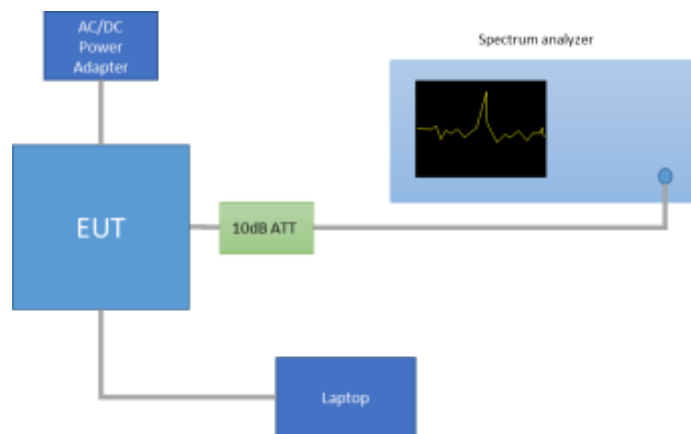 AC/DC
Power
Adapter
Spectrum analyzer
EUT
10dB ATT
Laptop